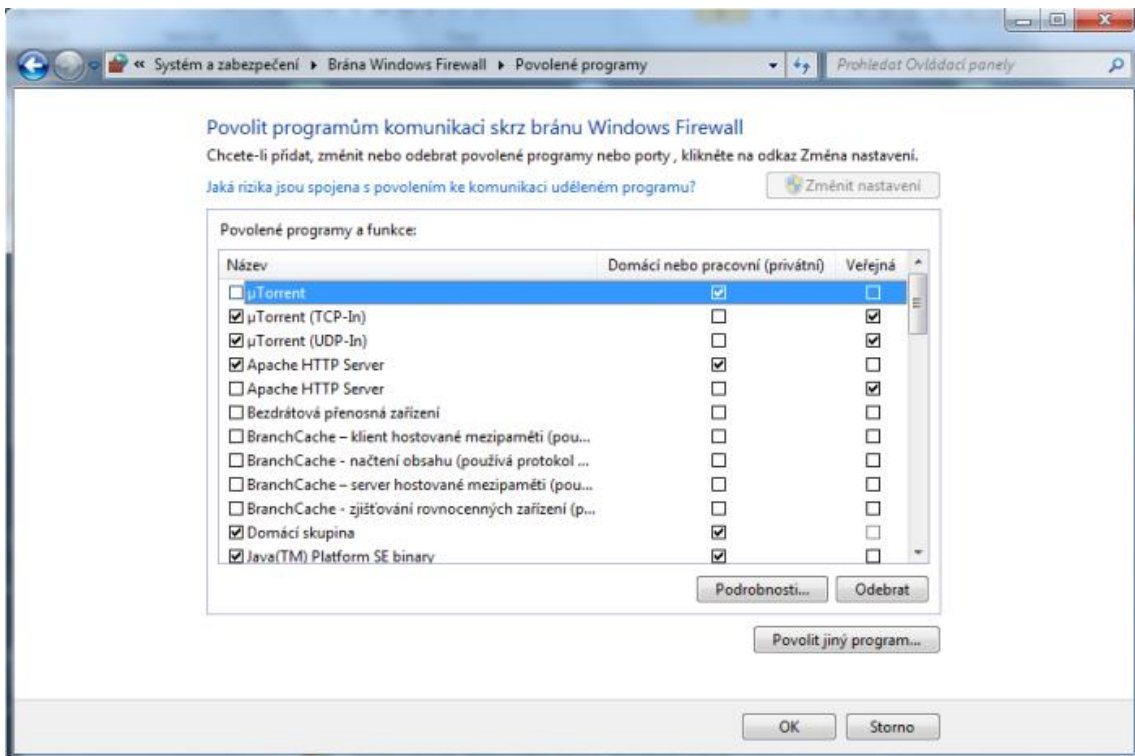 « Systém a zabezpečení ▸ Brána Windows Firewall ▸ Povolené programy Prohledat Ovládací panely
Povolit programům komunikaci skrz bránu Windows Firewall
Chcete-li přidat, změnit nebo odebrat povolené programy nebo porty , klikněte na odkaz Změna nastavení.
Jaká rizika jsou spojena s povolením ke komunikaci uděleném programu? Změnit nastavení
Povolené programy a funkce:
Název Domácí nebo pracovní (privátní) Veřejná
µTorrent
µTorrent (TCP-In)
µTorrent (UDP-In)
Apache HTTP Server
Apache HTTP Server
Bezdrátová přenosná zařízení
BranchCache – klient hostované mezipaměti (pou...
BranchCache - načtení obsahu (používá protokol ...
BranchCache – server hostované mezipaměti (pou...
BranchCache - zjišťování rovnocenných zařízení (p...
Domácí skupina
Java(TM) Platform SE binary
Podrobnosti... Odebrat
Povolit jiný program...
OK Storno